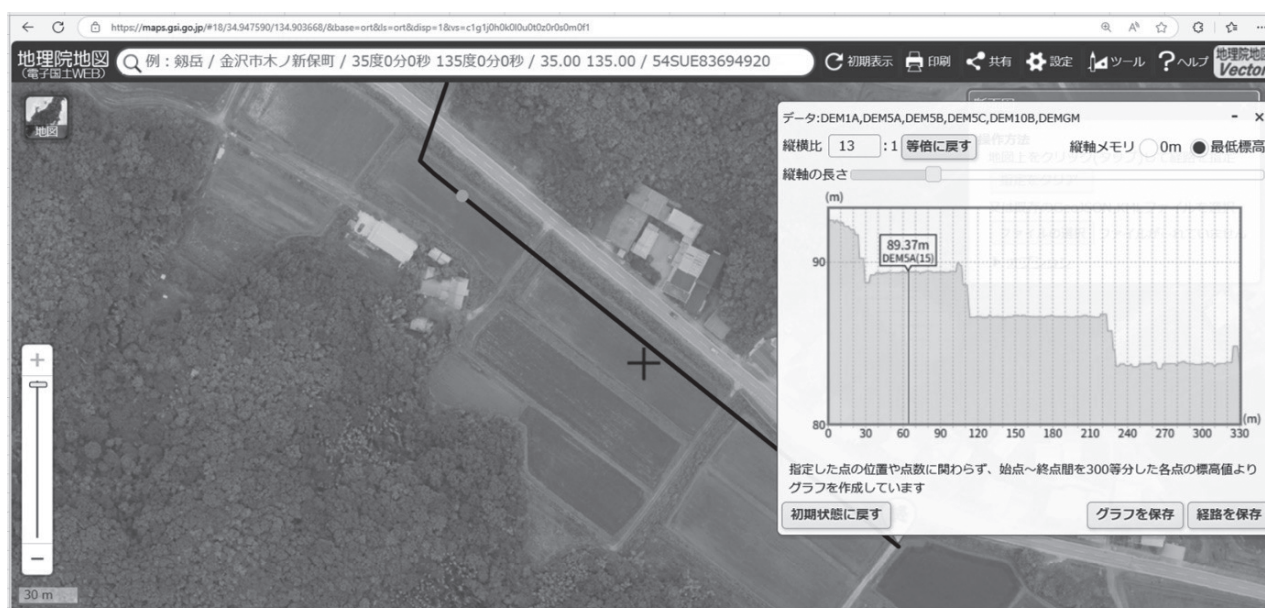 https://maps.gsi.go.jp/#18/34.947590/134.903668/&base=ort&ls=ort&disp=1&vs=c1g1j0h0k0l0u0t0z0r0s0m0f1
地理院地図
(電子国土WEB)
例：剱岳 / 金沢市木ノ新保町 / 35度0分0秒 135度0分0秒 / 35.00 135.00 / 54SUE83694920
初期表示 印刷 共有 設定 ツール ヘルプ
地理院地図
Vector
地図
データ:DEM1A,DEM5A,DEM5B,DEM5C,DEM10B,DEMGM
縦横比 13 :1 等倍に戻す 縦軸メモリ 0m 最低標高
縦軸の長さ
(m)
89.37m
DEM5A(15)
90
80
(m)
0 30 60 90 120 150 180 210 240 270 300 330
指定した点の位置や点数に関わらず、始点～終点間を300等分した各点の標高値より
グラフを作成しています
初期状態に戻す グラフを保存 経路を保存
30 m